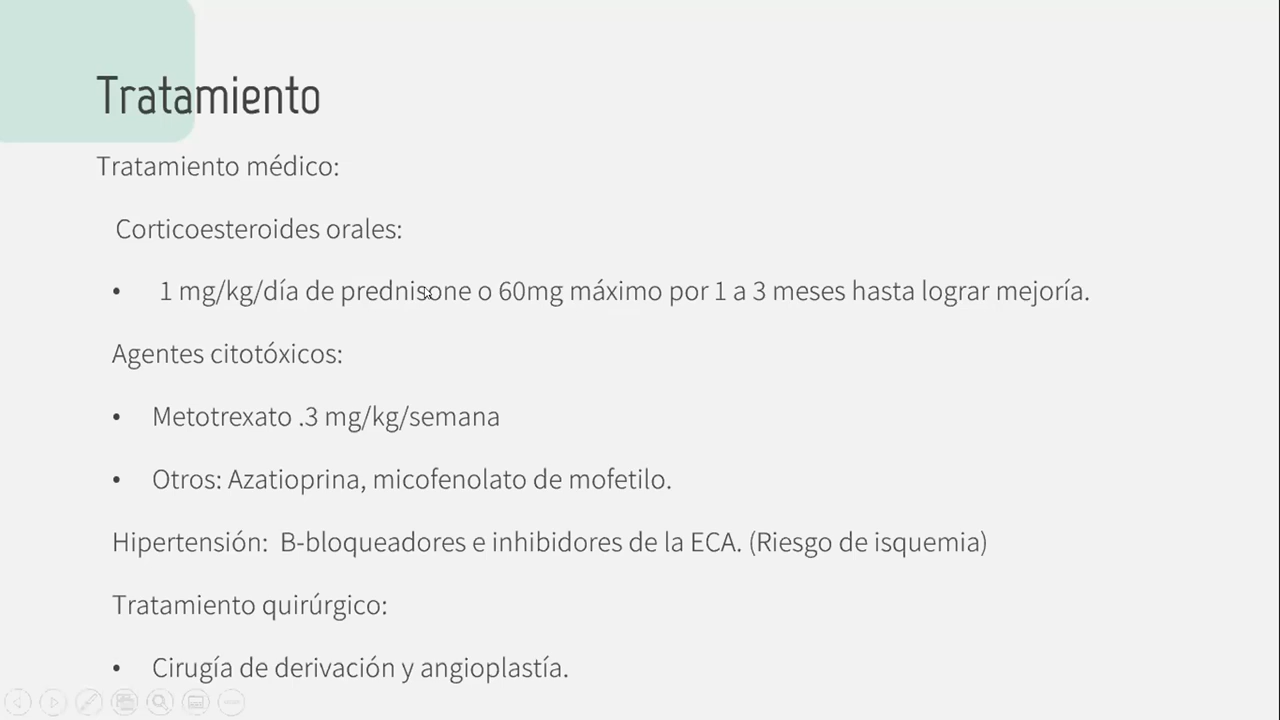 Tratamiento
Tratamiento médico:
Corticoesteroides orales:
• 1 mg/kg/día de prednisone o 60mg máximo por 1 a 3 meses hasta lograr mejoría.
Agentes citotóxicos:
• Metotrexato .3 mg/kg/semana
• Otros: Azatioprina, micofenolato de mofetilo.
Hipertensión: B-bloqueadores e inhibidores de la ECA. (Riesgo de isquemia)
Tratamiento quirúrgico:
• Cirugía de derivación y angioplastía.